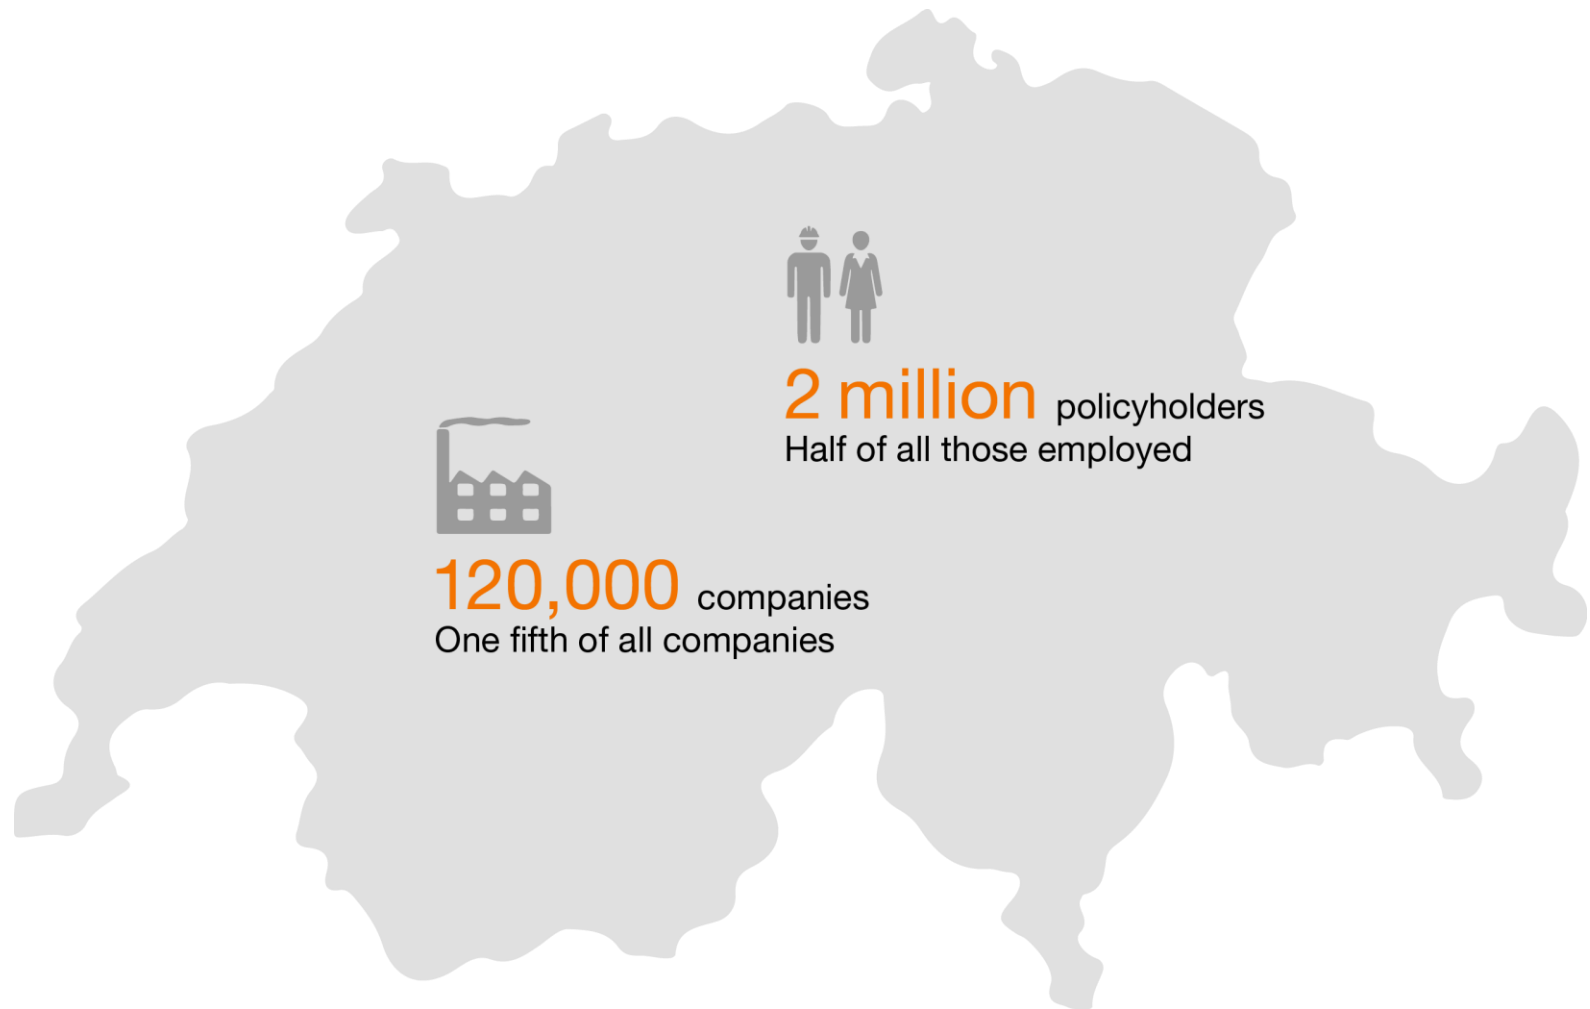 2 million policyholders
Half of all those employed
120,000 companies
One fifth of all companies